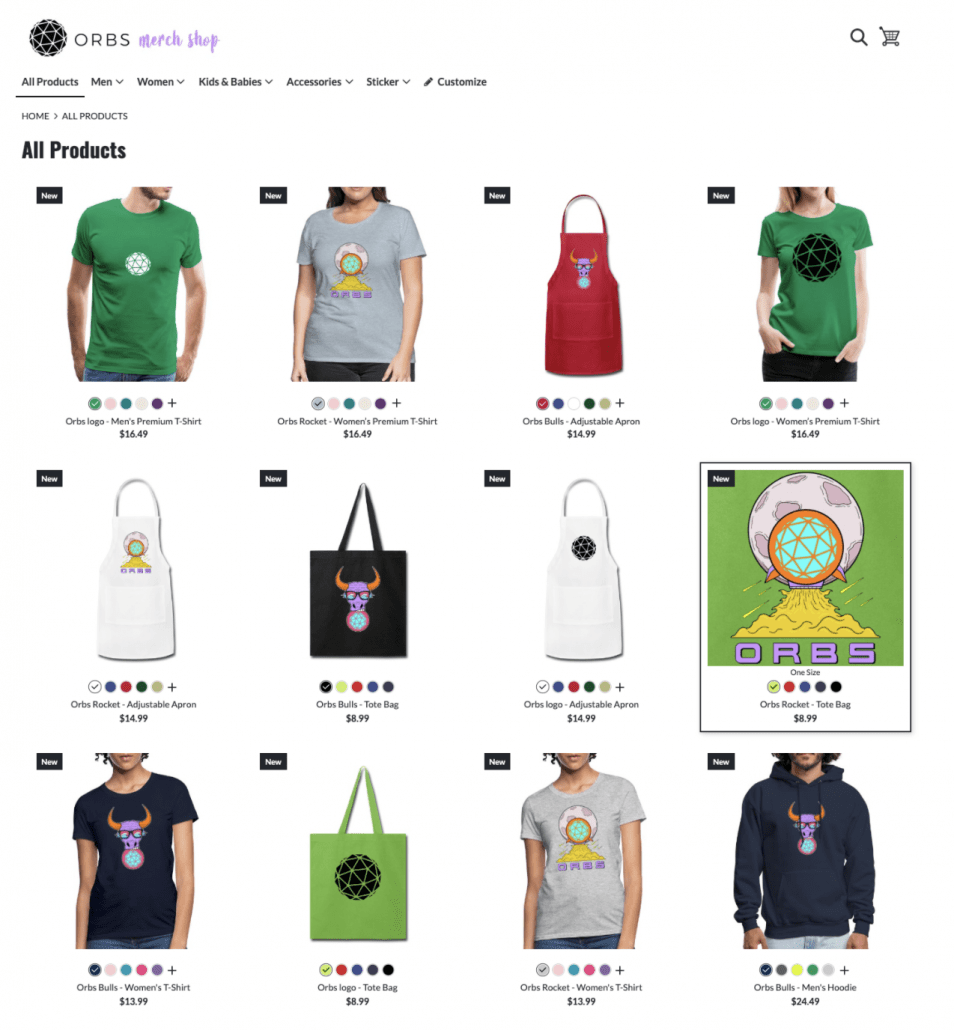 ORBS merch shop
All Products Men Women Kids & Babies Accessories Sticker Customize
HOME > ALL PRODUCTS
All Products
New New New New
ORBS
Orbs logo - Men's Premium T-Shirt
$16.49
Orbs Rocket - Women's Premium T-Shirt
$16.49
Orbs Bulls - Adjustable Apron
$14.99
Orbs logo - Women's Premium T-Shirt
$16.49
New New New New
ORBS
ORBS
One Size
Orbs Rocket - Adjustable Apron
$14.99
Orbs Bulls - Tote Bag
$8.99
Orbs logo - Adjustable Apron
$14.99
Orbs Rocket - Tote Bag
$8.99
New New New New
ORBS
Orbs Bulls - Women's T-Shirt
$13.99
Orbs logo - Tote Bag
$8.99
Orbs Rocket - Women's T-Shirt
$13.99
Orbs Bulls - Men's Hoodie
$24.49